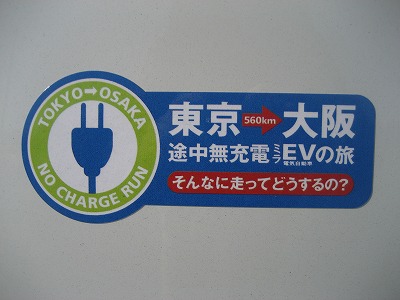 TOKYO→OSAKA
NO CHARGE RUN
東京 560km 大阪
途中無充電ミラEVの旅
電気自動車
そんなに走ってどうするの?